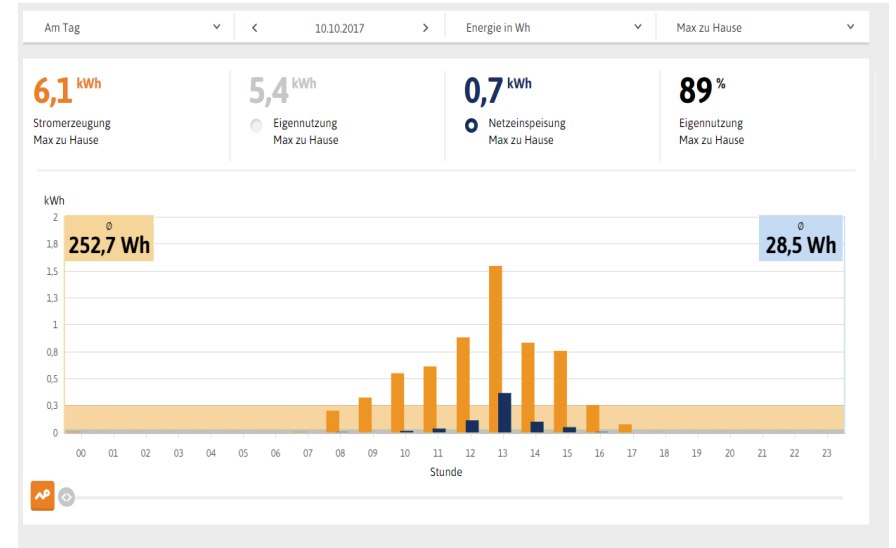 Am Tag
10.10.2017
Energie in Wh
Max zu Hause
6,1 kWh
Stromerzeugung
Max zu Hause
5,4 kWh
Eigennutzung
Max zu Hause
0,7 kWh
Netzeinspeisung
Max zu Hause
89 %
Eigennutzung
Max zu Hause
kWh
2
1,8
1,5
1,3
1
0,8
0,5
0,3
0
Ø
252,7 Wh
Ø
28,5 Wh
00 01 02 03 04 05 06 07 08 09 10 11 12 13 14 15 16 17 18 19 20 21 22 23
Stunde